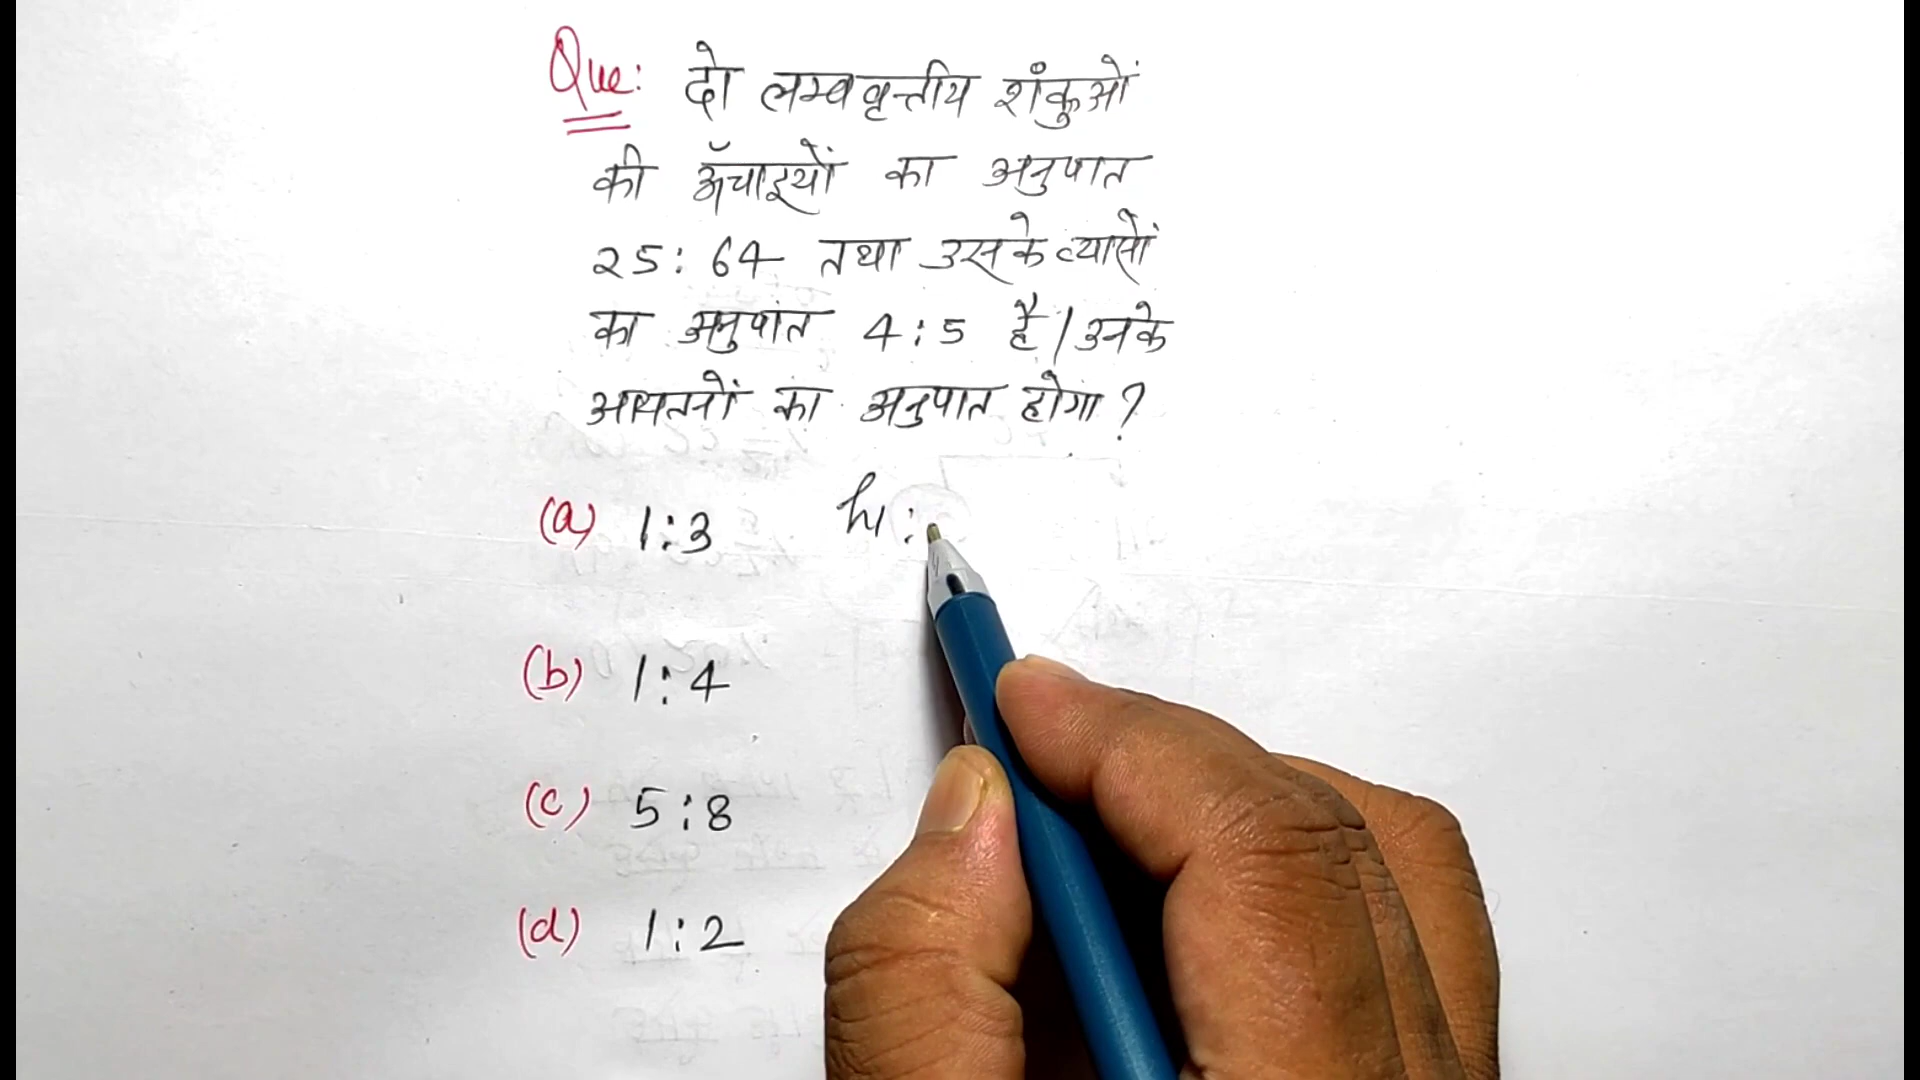 Que: दो लम्बवृत्तीय शंकुओं
की ऊँचाइयों का अनुपात
25:64 तथा उसके व्यासों
का अनुपात 4:5 है/उनके
आयतनों का अनुपात होगा?
(a) 1:3 h1 :
(b) 1:4
(c) 5:8
(d) 1:2